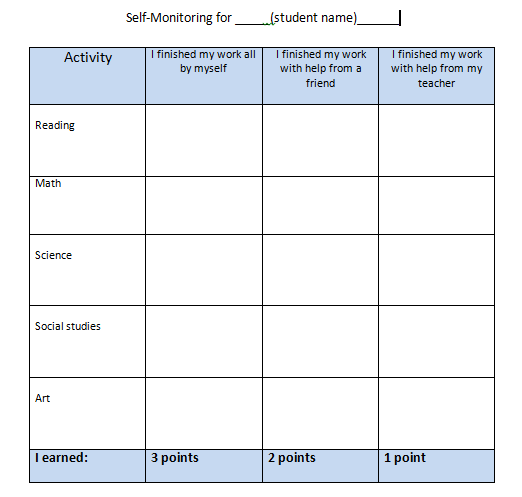 Self-Monitoring for _____(student name)______
Activity
I finished my work all
by myself
I finished my work
with help from a
friend
I finished my work
with help from my
teacher
Reading
Math
Science
Social studies
Art
I earned:
3 points
2 points
1 point